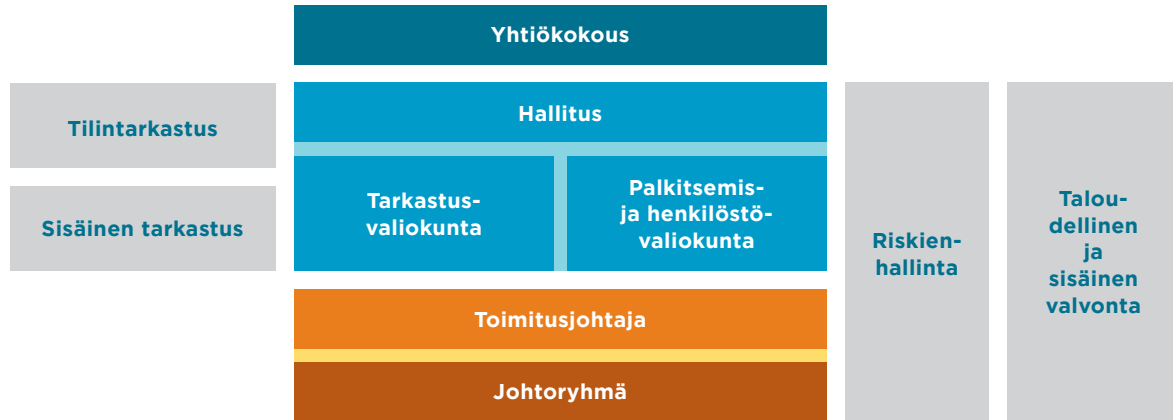 Yhtiökokous
Hallitus
Tilintarkastus
Sisäinen tarkastus
Tarkastus-
valiokunta
Palkitsemis-
ja henkilöstö-
valiokunta
Toimitusjohtaja
Johtoryhmä
Riskien-
hallinta
Talou-
dellinen
ja
sisäinen
valvonta